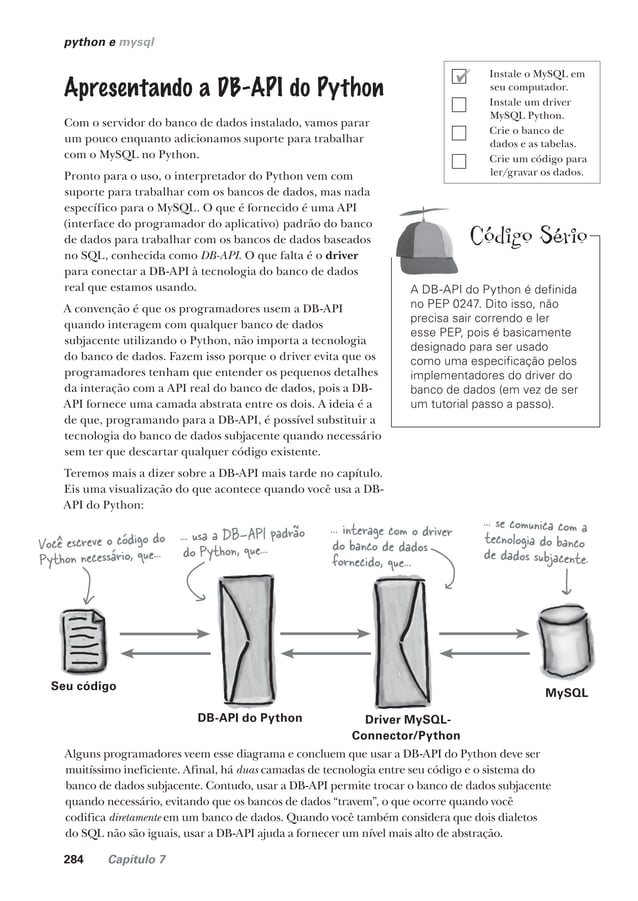 python e mysql
Apresentando a DB-API do Python
Com o servidor do banco de dados instalado, vamos parar
um pouco enquanto adicionamos suporte para trabalhar
com o MySQL no Python.
Pronto para o uso, o interpretador do Python vem com
suporte para trabalhar com os bancos de dados, mas nada
específico para o MySQL. O que é fornecido é uma API
(interface do programador do aplicativo) padrão do banco
de dados para trabalhar com os bancos de dados baseados
no SQL, conhecida como DB-API. O que falta é o driver
para conectar a DB-API à tecnologia do banco de dados
real que estamos usando.
A convenção é que os programadores usem a DB-API
quando interagem com qualquer banco de dados
subjacente utilizando o Python, não importa a tecnologia
do banco de dados. Fazem isso porque o driver evita que os
programadores tenham que entender os pequenos detalhes
da interação com a API real do banco de dados, pois a DB-
API fornece uma camada abstrata entre os dois. A ideia é a
de que, programando para a DB-API, é possível substituir a
tecnologia do banco de dados subjacente quando necessário
sem ter que descartar qualquer código existente.
Teremos mais a dizer sobre a DB-API mais tarde no capítulo.
Eis uma visualização do que acontece quando você usa a DB-
API do Python:
Instale o MySQL em
seu computador.
Instale um driver
MySQL Python.
Crie o banco de
dados e as tabelas.
Crie um código para
ler/gravar os dados.
Código Sério
A DB-API do Python é definida
no PEP 0247. Dito isso, não
precisa sair correndo e ler
esse PEP, pois é basicamente
designado para ser usado
como uma especificação pelos
implementadores do driver do
banco de dados (em vez de ser
um tutorial passo a passo).
Você escreve o código do
Python necessário, que...
... usa a DB-API padrão
do Python, que...
... interage com o driver
do banco de dados
fornecido, que...
... se comunica com a
tecnologia do banco
de dados subjacente.
Seu código
DB-API do Python
Driver MySQL-
Connector/Python
MySQL
Alguns programadores veem esse diagrama e concluem que usar a DB-API do Python deve ser
muitíssimo ineficiente. Afinal, há duas camadas de tecnologia entre seu código e o sistema do
banco de dados subjacente. Contudo, usar a DB-API permite trocar o banco de dados subjacente
quando necessário, evitando que os bancos de dados “travem”, o que ocorre quando você
codifica diretamente em um banco de dados. Quando você também considera que dois dialetos
do SQL não são iguais, usar a DB-API ajuda a fornecer um nível mais alto de abstração.
284 Capítulo 7